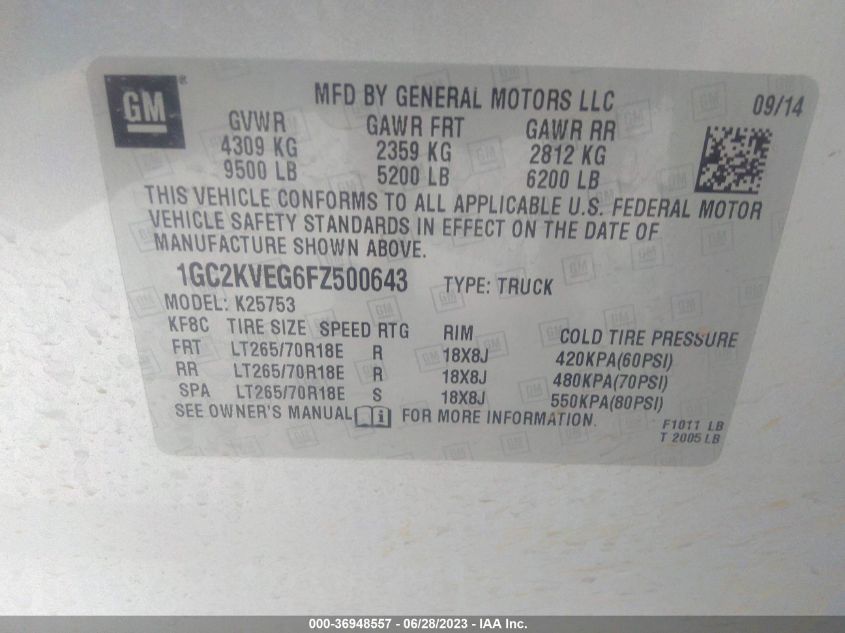 GM ®
MFD BY GENERAL MOTORS LLC
09/14
GVWR GAWR FRT GAWR RR
4309 KG 2359 KG 2812 KG
9500 LB 5200 LB 6200 LB
THIS VEHICLE CONFORMS TO ALL APPLICABLE U.S. FEDERAL MOTOR
VEHICLE SAFETY STANDARDS IN EFFECT ON THE DATE OF
MANUFACTURE SHOWN ABOVE.
1GC2KVEG6FZ500643 TYPE: TRUCK
MODEL: K25753
KF8C TIRE SIZE SPEED RTG RIM COLD TIRE PRESSURE
FRT LT265/70R18E R 18X8J 420KPA(60PSI)
RR LT265/70R18E R 18X8J 480KPA(70PSI)
SPA LT265/70R18E S 18X8J 550KPA(80PSI)
SEE OWNER'S MANUAL i FOR MORE INFORMATION.
F1011 LB
T 2005 LB
000-36948557 - 06/28/2023 - IAA Inc.